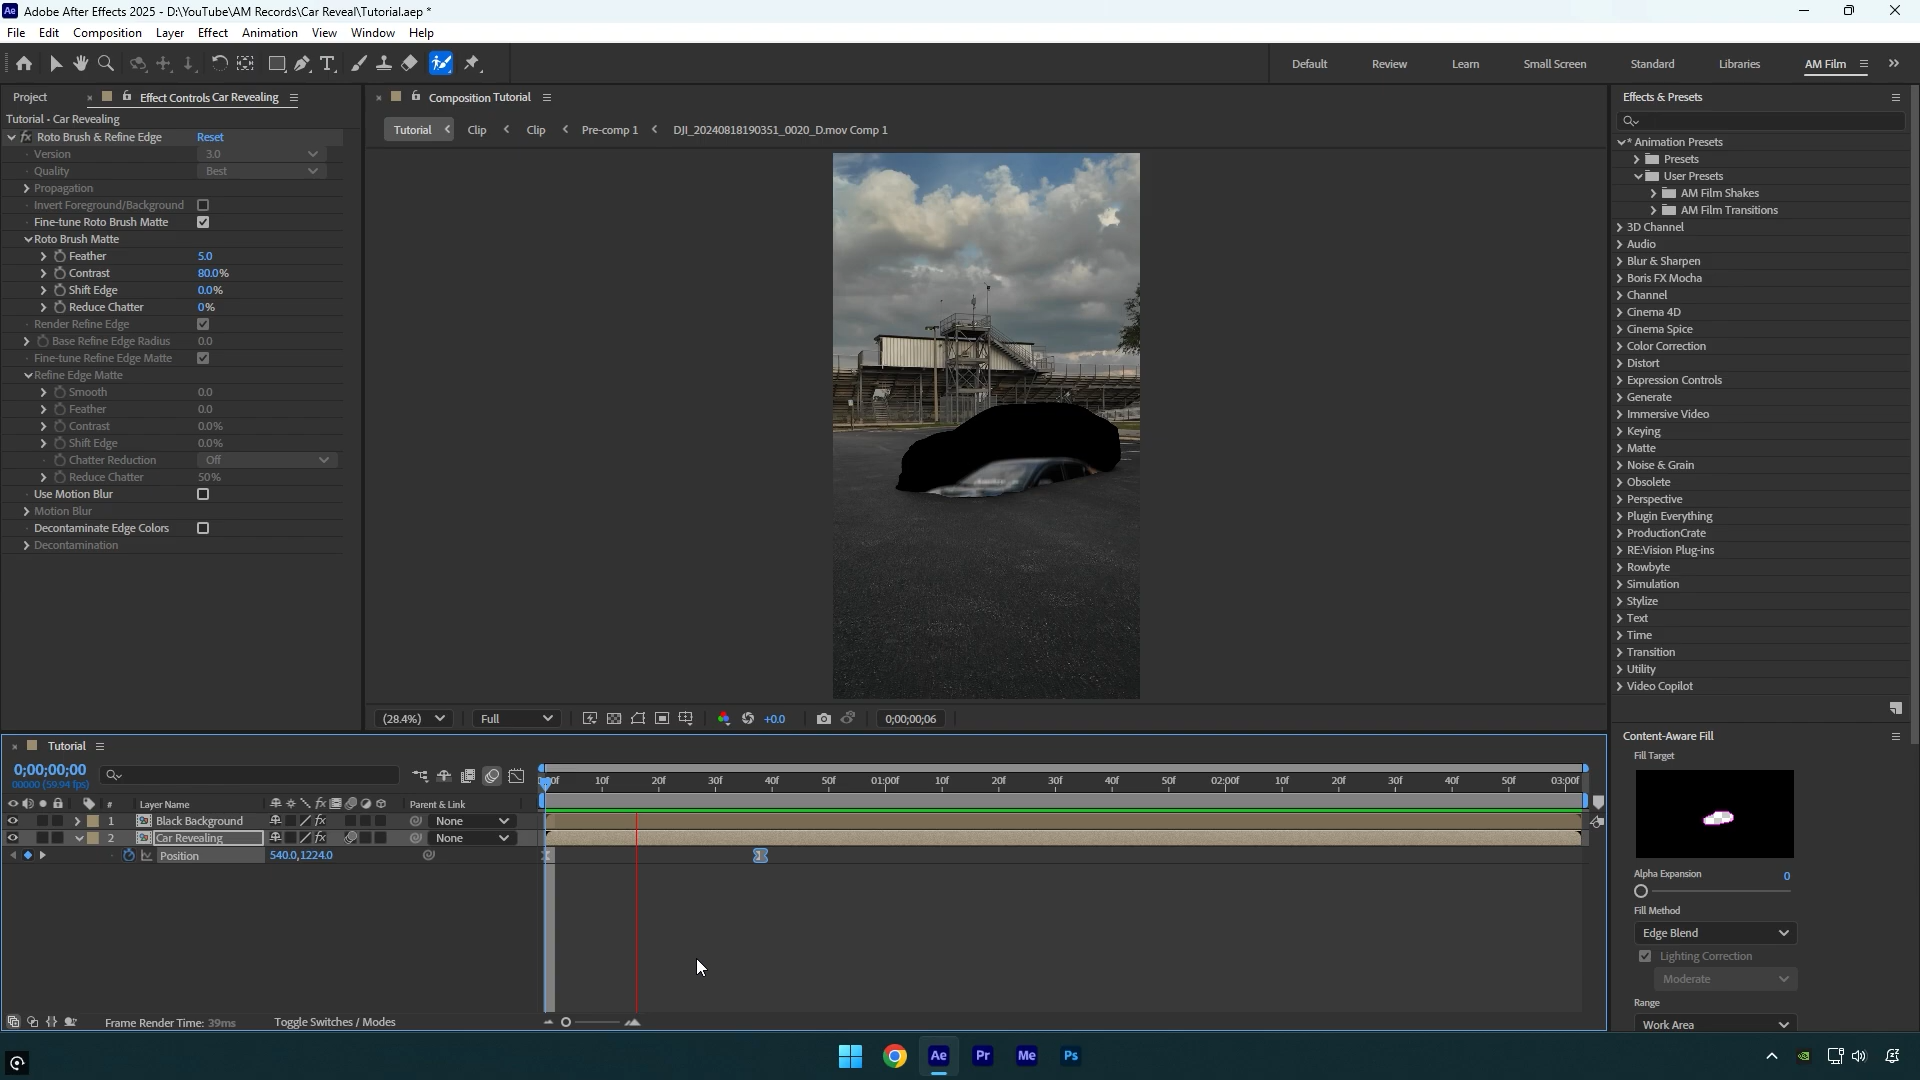 Ae Adobe After Effects 2025 - D:\YouTube\AM Records\Car Reveal\Tutorial.aep *
File Edit Composition Layer Effect Animation View Window Help
Default Review Learn Small Screen Standard Libraries AM Film
Project Effect Controls Car Revealing
Tutorial - Car Revealing
fx Roto Brush & Refine Edge Reset
Version 3.0
Quality Best
Propagation
Invert Foreground/Background
Fine-tune Roto Brush Matte
Roto Brush Matte
Feather 5.0
Contrast 80.0%
Shift Edge 0.0%
Reduce Chatter 0%
Render Refine Edge
Base Refine Edge Radius 0.0
Fine-tune Refine Edge Matte
Refine Edge Matte
Smooth 0.0
Feather 0.0
Contrast 0.0%
Shift Edge 0.0%
Chatter Reduction Off
Reduce Chatter 50%
Use Motion Blur
Motion Blur
Decontaminate Edge Colors
Decontamination
Composition Tutorial
Tutorial Clip Clip Pre-comp 1 DJI_20240818190351_0020_D.mov Comp 1
(28.4%) Full +0.0 0;00;00;06
Effects & Presets
* Animation Presets
Presets
User Presets
AM Film Shakes
AM Film Transitions
3D Channel
Audio
Blur & Sharpen
Boris FX Mocha
Channel
Cinema 4D
Cinema Spice
Color Correction
Distort
Expression Controls
Generate
Immersive Video
Keying
Matte
Noise & Grain
Obsolete
Perspective
Plugin Everything
ProductionCrate
RE:Vision Plug-ins
Rowbyte
Simulation
Stylize
Text
Time
Transition
Utility
Video Copilot
Content-Aware Fill
Fill Target
Alpha Expansion 0
Fill Method
Edge Blend
Lighting Correction
Moderate
Range
Work Area
Tutorial
0;00;00;00
00000 (59.94 fps)
10f 20f 30f 40f 50f 01:00f 10f 20f 30f 40f 50f 02:00f 10f 20f 30f 40f 50f 03:00f
# Layer Name fx Parent & Link
1 Black Background fx None
2 Car Revealing fx None
Position 540.0,1224.0
Frame Render Time: 39ms Toggle Switches / Modes
Ae Pr Me Ps